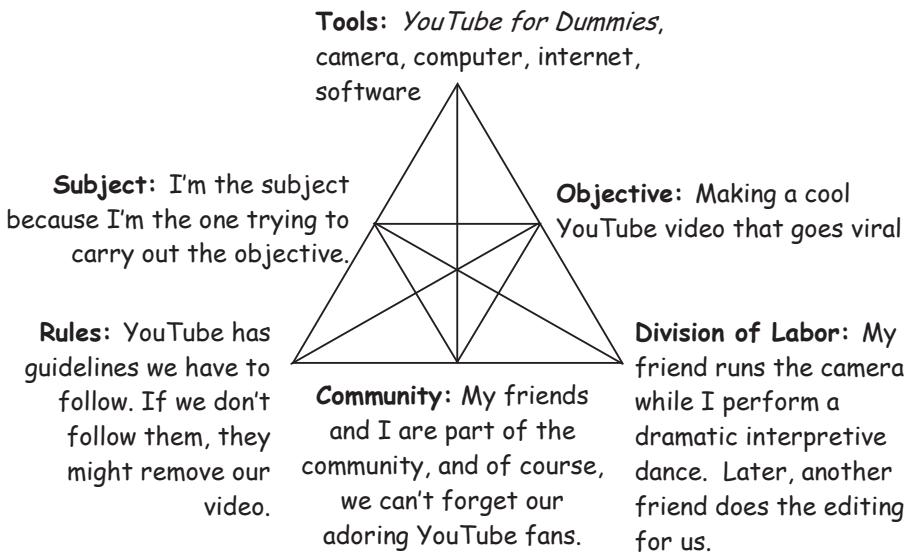 Tools: YouTube for Dummies,
camera, computer, internet,
software
Subject: I'm the subject
because I'm the one trying to
carry out the objective.
Objective: Making a cool
YouTube video that goes viral
Rules: YouTube has
guidelines we have to
follow. If we don't
follow them, they
might remove our
video.
Community: My friends
and I are part of the
community, and of course,
we can't forget our
adoring YouTube fans.
Division of Labor: My
friend runs the camera
while I perform a
dramatic interpretive
dance. Later, another
friend does the editing
for us.